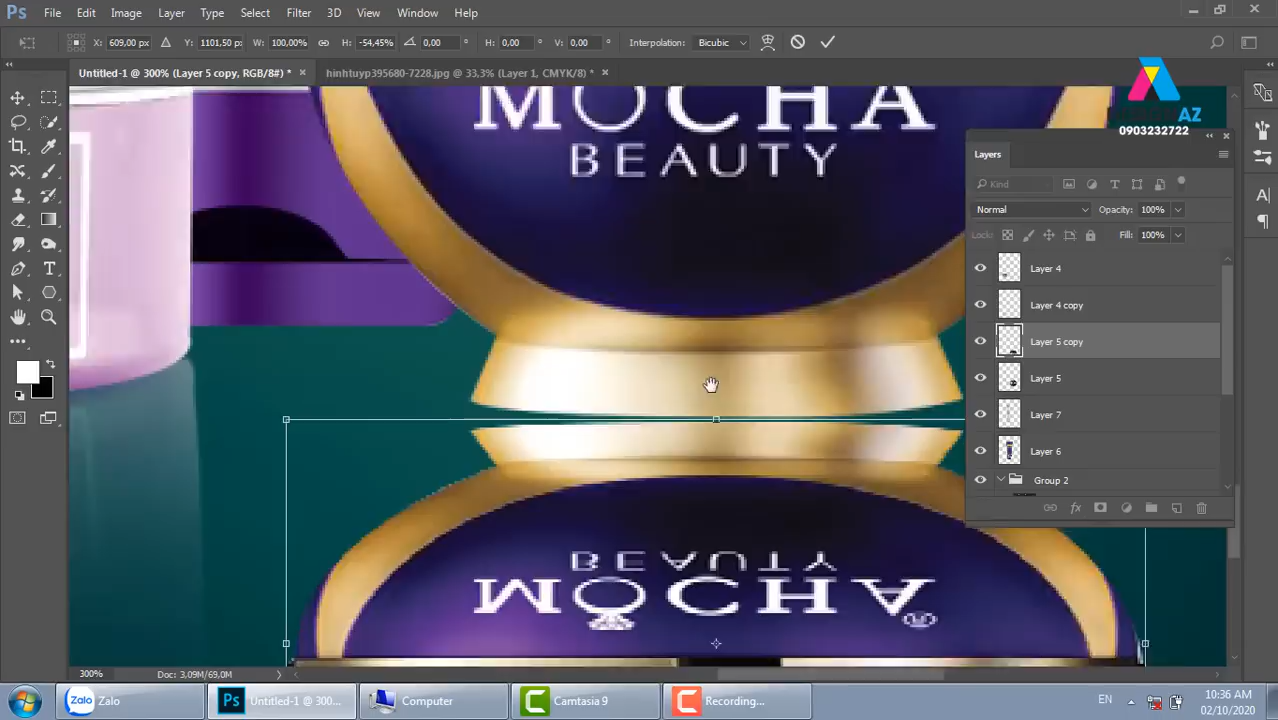 Ps File Edit Image Layer Type Select Filter 3D View Window Help
X: 609,00 px Y: 1101,50 px W: 100,00% H: -54,45% 0,00 ° H: 0,00 ° V: 0,00 ° Interpolation: Bicubic
Untitled-1 @ 300% (Layer 5 copy, RGB/8#) * × hinhtuyp395680-7228.jpg @ 33,3% (Layer 1, CMYK/8) * ×
AZ
0903232722
MOCHA
BEAUTY
Layers
Kind
Normal Opacity: 100%
Lock: Fill: 100%
Layer 4
Layer 4 copy
Layer 5 copy
Layer 5
Layer 7
Layer 6
Group 2
BEAUTY
MOCHA
300% Doc: 3,09M/69,0M
Zalo Untitled-1 @ 300... Computer Camtasia 9 Recording...
EN 10:36 AM
02/10/2020